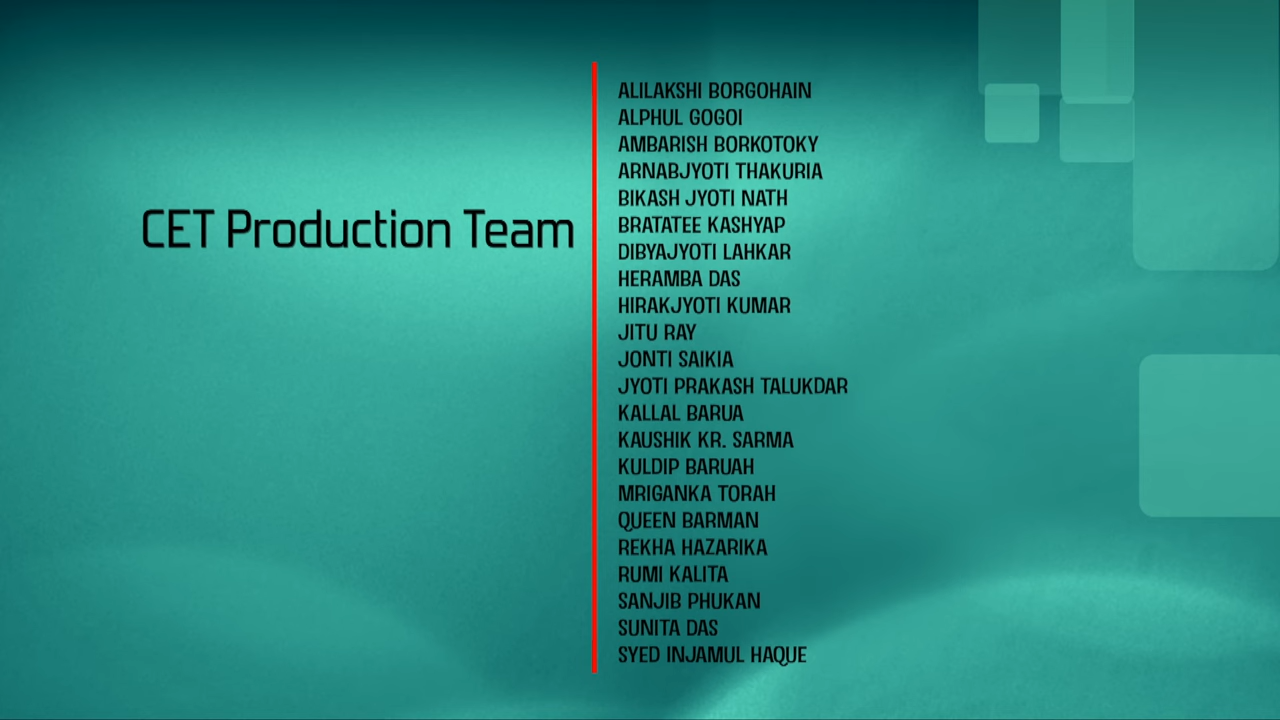 CET Production Team
ALILAKSHI BORGOHAIN
ALPHUL GOGOI
AMBARISH BORKOTOKY
ARNABJYOTI THAKURIA
BIKASH JYOTI NATH
BRATATEE KASHYAP
DIBYAJYOTI LAHKAR
HERAMBA DAS
HIRAKJYOTI KUMAR
JITU RAY
JONTI SAIKIA
JYOTI PRAKASH TALUKDAR
KALLAL BARUA
KAUSHIK KR. SARMA
KULDIP BARUAH
MRIGANKA TORAH
QUEEN BARMAN
REKHA HAZARIKA
RUMI KALITA
SANJIB PHUKAN
SUNITA DAS
SYED INJAMUL HAQUE